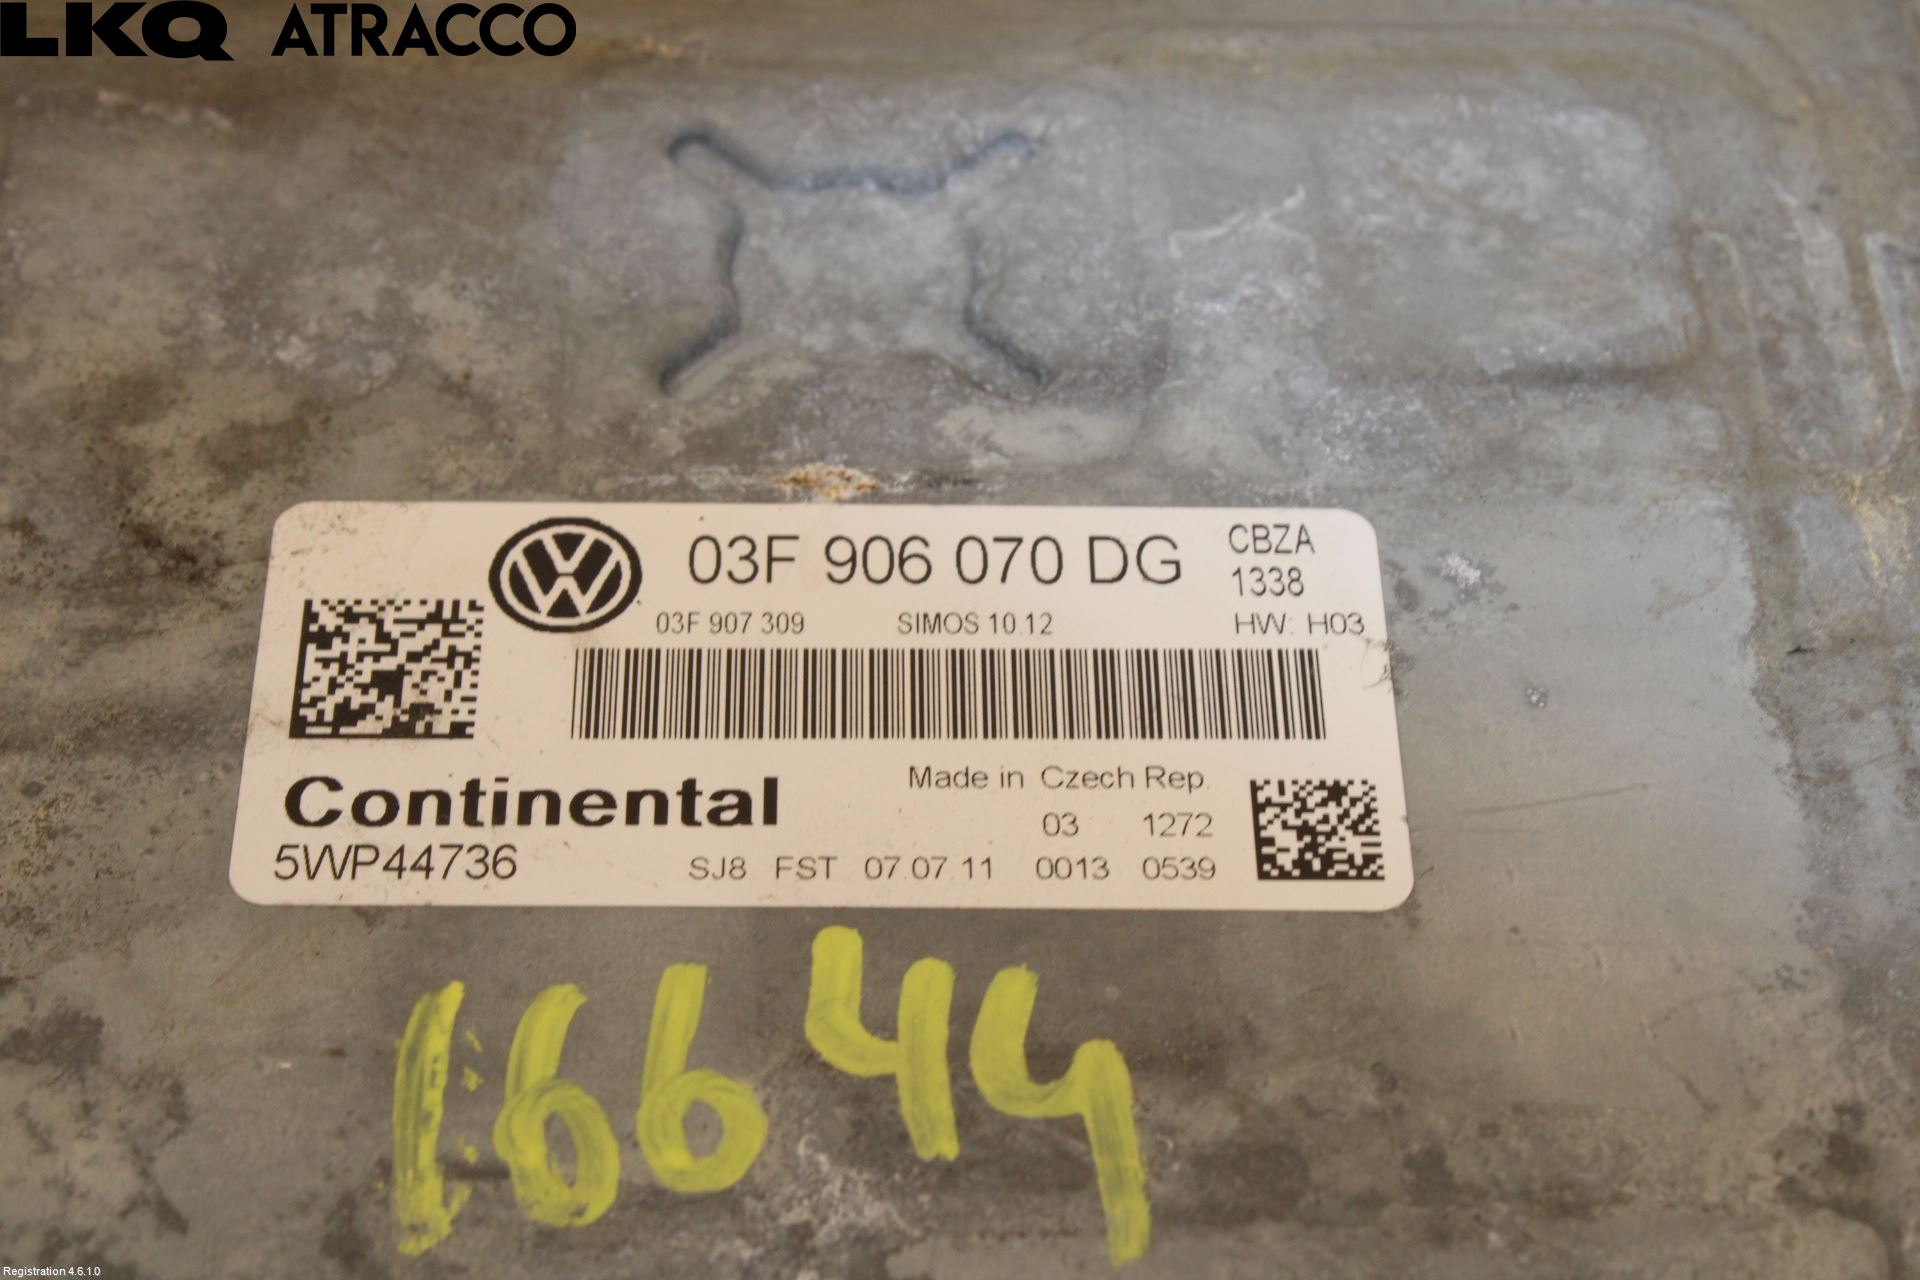 LKQ ATRACCO
03F 906 070 DG CBZA
1338
03F 907 309 SIMOS 10.12 HW: H03
Continental Made in Czech Rep.
03 1272
5WP44736 SJ8 FST 07.07.11 0013 0539
16644
Registration 4.6.1.0